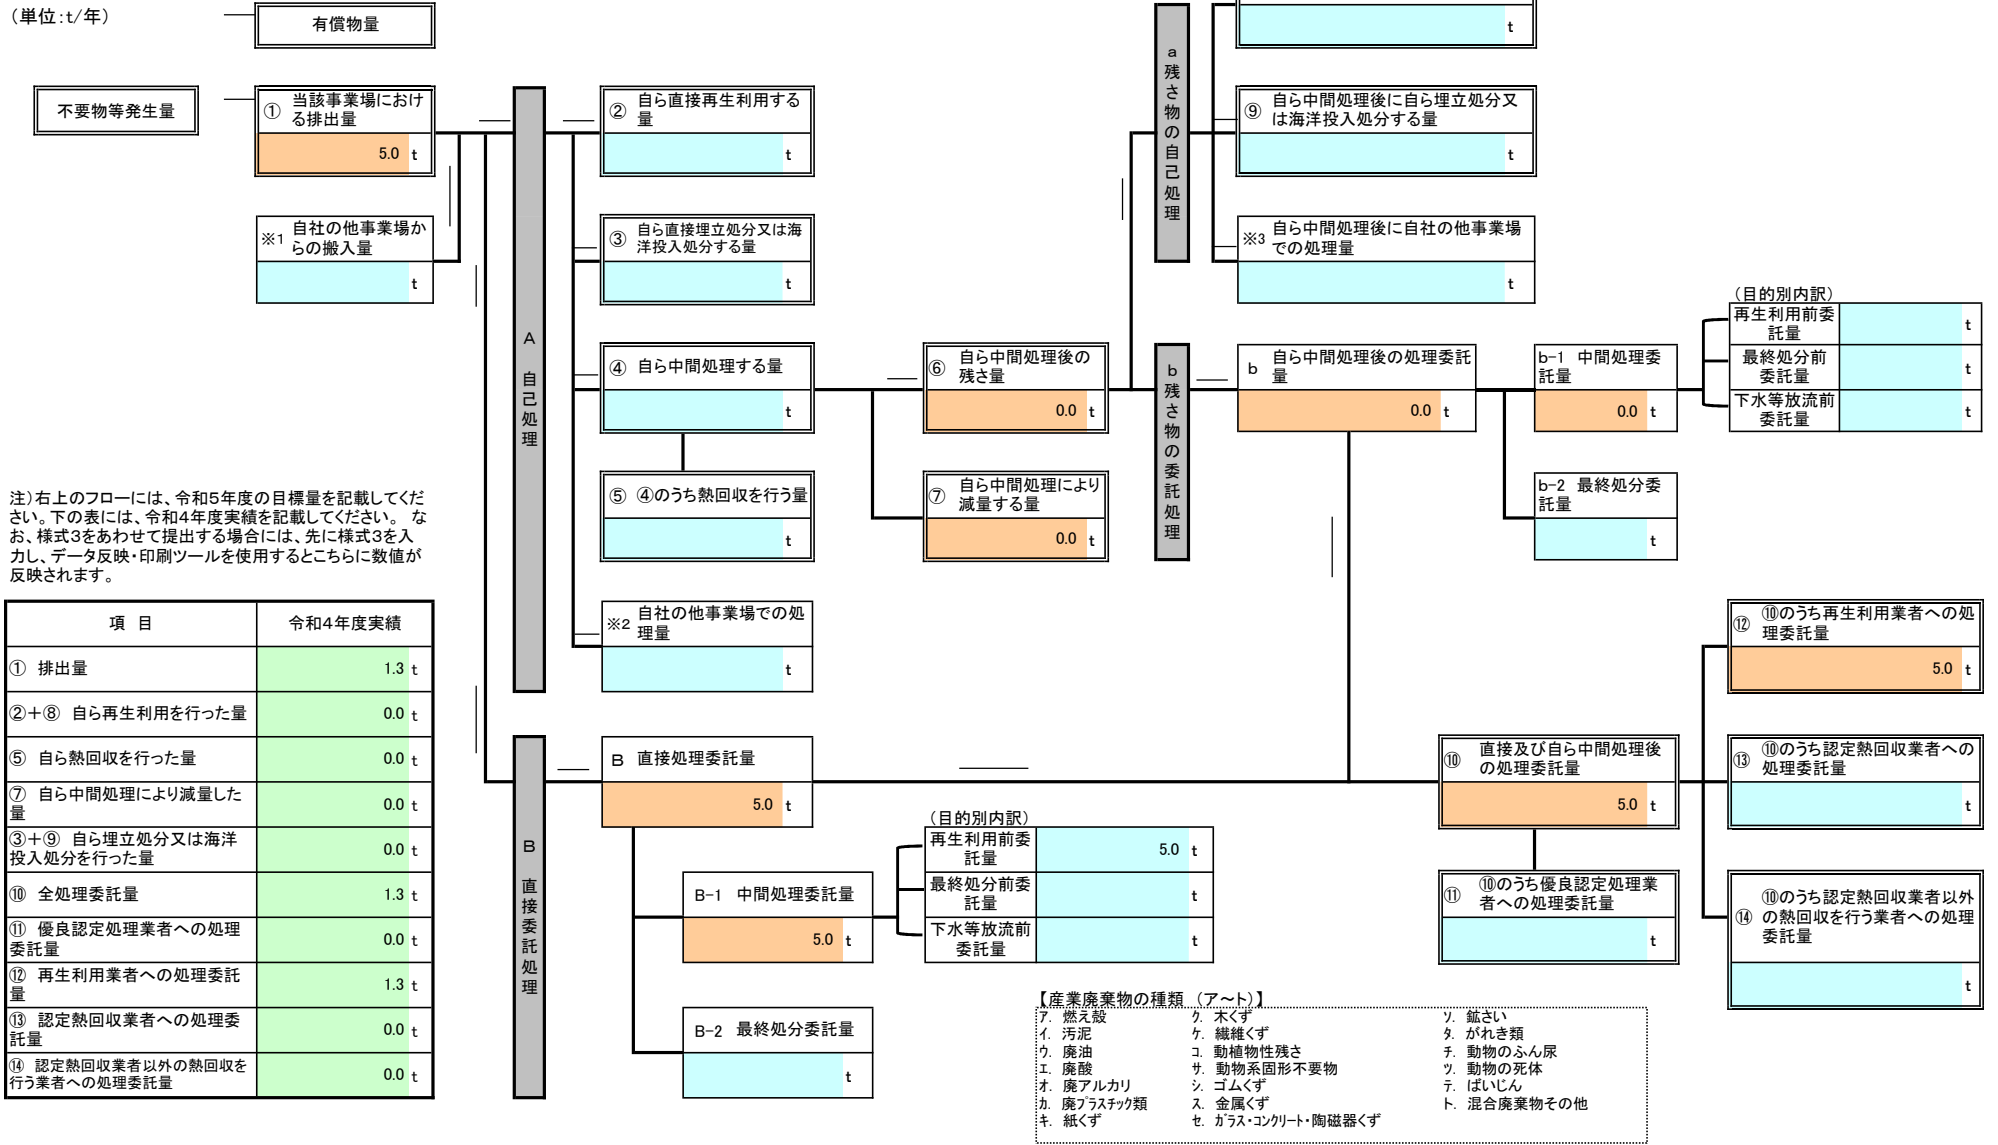 （単位：t/年）
有償物量
t
不要物等発生量
① 当該事業場におけ
る排出量
5.0 t
※1 自社の他事業場か
らの搬入量
t
A 自己処理
② 自ら直接再生利用する
量
t
③ 自ら直接埋立処分又は海
洋投入処分する量
t
④ 自ら中間処理する量
t
⑤ ④のうち熱回収を行う量
t
※2 自社の他事業場での処
理量
t
⑥ 自ら中間処理後の
残さ量
0.0 t
⑦ 自ら中間処理により
減量する量
0.0 t
a 残さ物の自己処理
⑨ 自ら中間処理後に自ら埋立処分又
は海洋投入処分する量
t
※3 自ら中間処理後に自社の他事業場
での処理量
t
b 残さ物の委託処理
b 自ら中間処理後の処理委託
量
0.0 t
b-1 中間処理委
託量
0.0 t
b-2 最終処分委
託量
t
（目的別内訳）
再生利用前委
託量
t
最終処分前
委託量
t
下水等放流前
委託量
t
注）右上のフローには、令和５年度の目標量を記載してくだ
さい。下の表には、令和４年度実績を記載してください。 な
お、様式３をあわせて提出する場合には、先に様式３を入
力し、データ反映・印刷ツールを使用するとこちらに数値が
反映されます。
項 目 令和４年度実績
① 排出量 1.3 t
②＋⑧ 自ら再生利用を行った量 0.0 t
⑤ 自ら熱回収を行った量 0.0 t
⑦ 自ら中間処理により減量した
量 0.0 t
③＋⑨ 自ら埋立処分又は海洋
投入処分を行った量 0.0 t
⑩ 全処理委託量 1.3 t
⑪ 優良認定処理業者への処理
委託量 0.0 t
⑫ 再生利用業者への処理委託
量 1.3 t
⑬ 認定熱回収業者への処理委
託量 0.0 t
⑭ 認定熱回収業者以外の熱回収を
行う業者への処理委託量 0.0 t
B 直接委託処理
B 直接処理委託量
5.0 t
B-1 中間処理委託量
5.0 t
B-2 最終処分委託量
t
（目的別内訳）
再生利用前委
託量
5.0 t
最終処分前委
託量
t
下水等放流前
委託量
t
⑩ 直接及び自ら中間処理後
の処理委託量
5.0 t
⑪ ⑩のうち優良認定処理業
者への処理委託量
t
⑫ ⑩のうち再生利用業者への処
理委託量
5.0 t
⑬ ⑩のうち認定熱回収業者への
処理委託量
t
⑭ ⑩のうち認定熱回収業者以外
の熱回収を行う業者への処理
委託量
t
【産業廃棄物の種類 （ア～ト）】
ｱ. 燃え殻 ｸ. 木くず ｿ. 鉱さい
ｲ. 汚泥 ｹ. 繊維くず ﾀ. がれき類
ｳ. 廃油 ｺ. 動植物性残さ ﾁ. 動物のふん尿
ｴ. 廃酸 ｻ. 動物系固形不要物 ﾂ. 動物の死体
ｵ. 廃アルカリ ｼ. ゴムくず ﾃ. ばいじん
ｶ. 廃ﾌﾟﾗｽﾁｯｸ類 ｽ. 金属くず ﾄ. 混合廃棄物その他
ｷ. 紙くず ｾ. ｶﾞﾗｽ・ｺﾝｸﾘｰﾄ・陶磁器くず